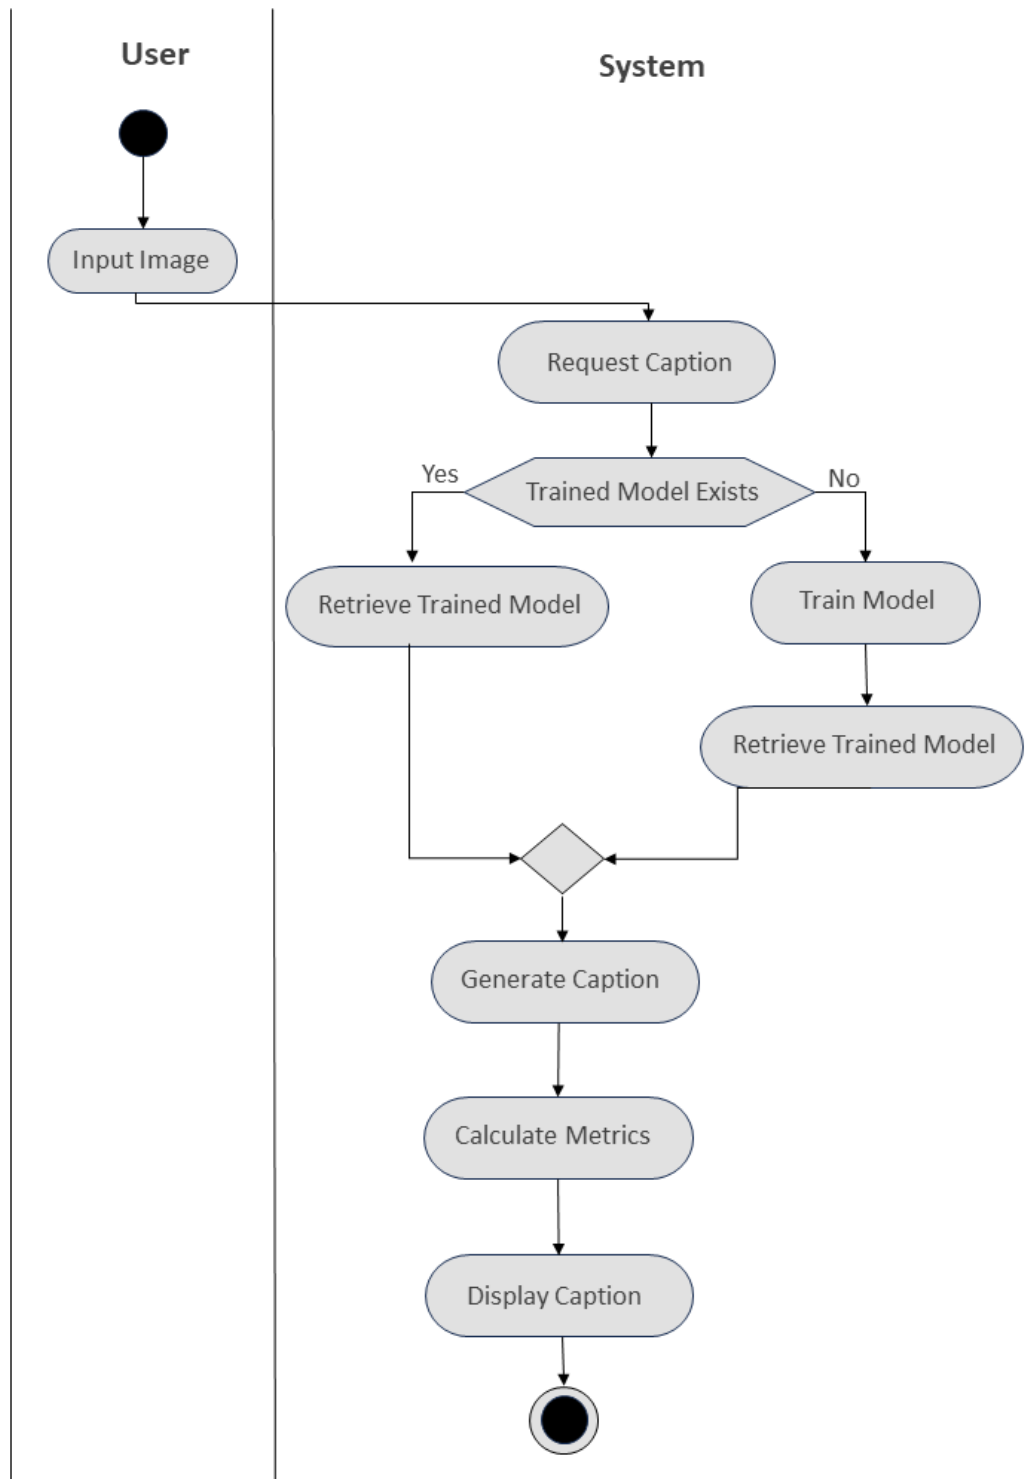 User
System
Input Image
Request Caption
Trained Model Exists
Yes
No
Retrieve Trained Model
Train Model
Retrieve Trained Model
Generate Caption
Calculate Metrics
Display Caption